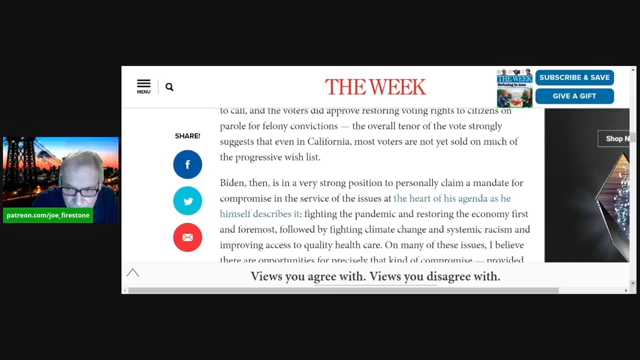 MENU
THE WEEK
THE WEEK
SUBSCRIBE & SAVE
GIVE A GIFT
to call, and the voters did approve restoring voting rights to citizens on
parole for felony convictions — the overall tenor of the vote strongly
suggests that even in California, most voters are not yet sold on much of
the progressive wish list.
SHARE!
Biden, then, is in a very strong position to personally claim a mandate for
compromise in the service of the issues at the heart of his agenda as he
himself describes it: fighting the pandemic and restoring the economy first
and foremost, followed by fighting climate change and systemic racism and
improving access to quality health care. On many of these issues, I believe
there are opportunities for precisely that kind of compromise — provided
Shop N
patreon.com/joe_firestone
Views you agree with. Views you disagree with.